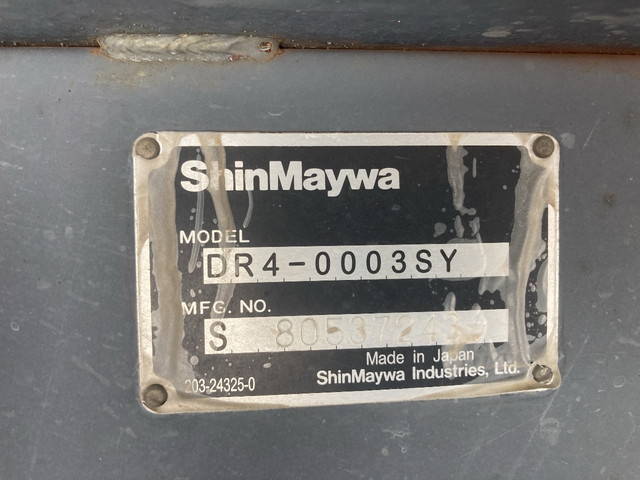 ShinMaywa
MODEL
DR4-0003SY
MFG. NO.
S
Made in Japan
203-24325-0
ShinMaywa Industries, Ltd.